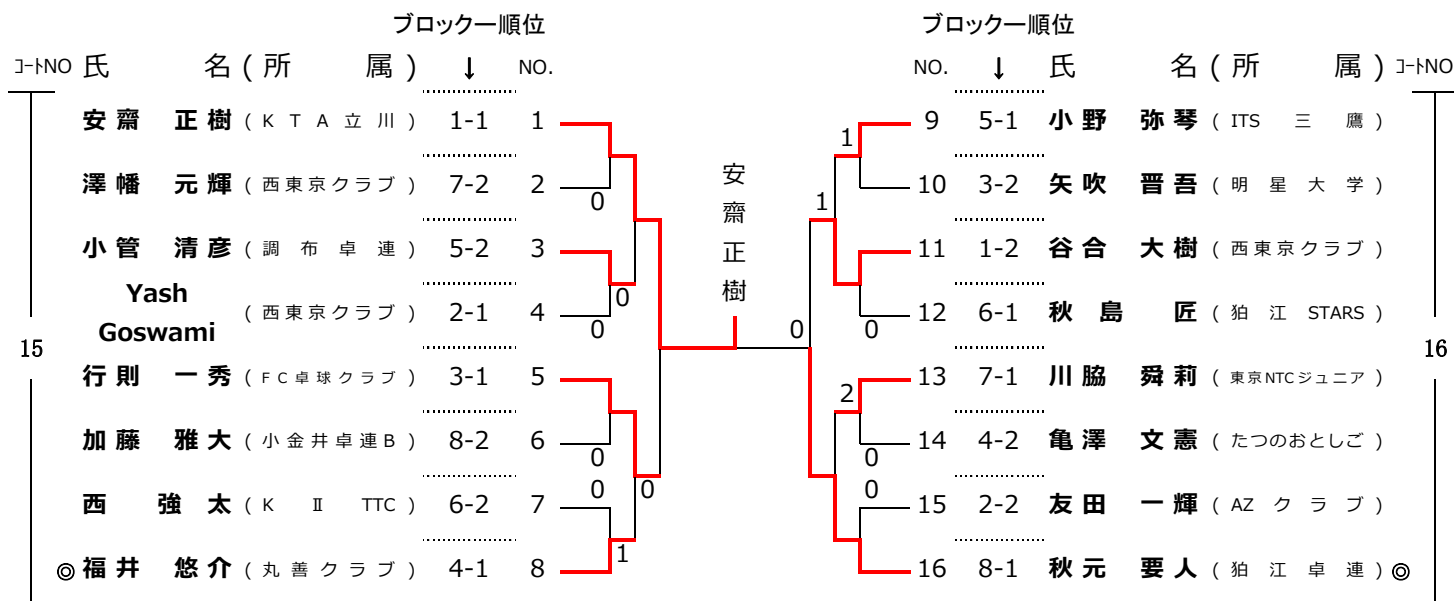 ブロックー順位 ブロックー順位
ｺｰﾄNO 氏 名 ( 所 属 ) ↓ NO. NO. ↓ 氏 名 ( 所 属 ) ｺｰﾄNO
安齋 正樹 ( ＫＴＡ立川 ) 1-1 1 9 5-1 小野 弥琴 ( ITS 三鷹 )
1
澤幡 元輝 ( 西東京クラブ ) 7-2 2 10 3-2 矢吹 晋吾 ( 明星大学 )
0 安齋正樹 1
小管 清彦 ( 調布卓連 ) 5-2 3 11 1-2 谷合 大樹 ( 西東京クラブ )
0
Yash Goswami ( 西東京クラブ ) 2-1 4 12 6-1 秋島 匠 ( 狛江 STARS )
0 0 0
15 16
行則 一秀 ( ＦＣ卓球クラブ ) 3-1 5 13 7-1 川脇 舜莉 ( 東京NTCジュニア )
2
加藤 雅大 ( 小金井卓連Ｂ ) 8-2 6 14 4-2 亀澤 文憲 ( たつのおとしご )
0 0
0 0 0
西 強太 ( K Ⅱ TTC ) 6-2 7 15 2-2 友田 一輝 ( AZ クラブ )
1
◎ 福井 悠介 ( 丸善クラブ ) 4-1 8 16 8-1 秋元 要人 ( 狛江卓連 ) ◎